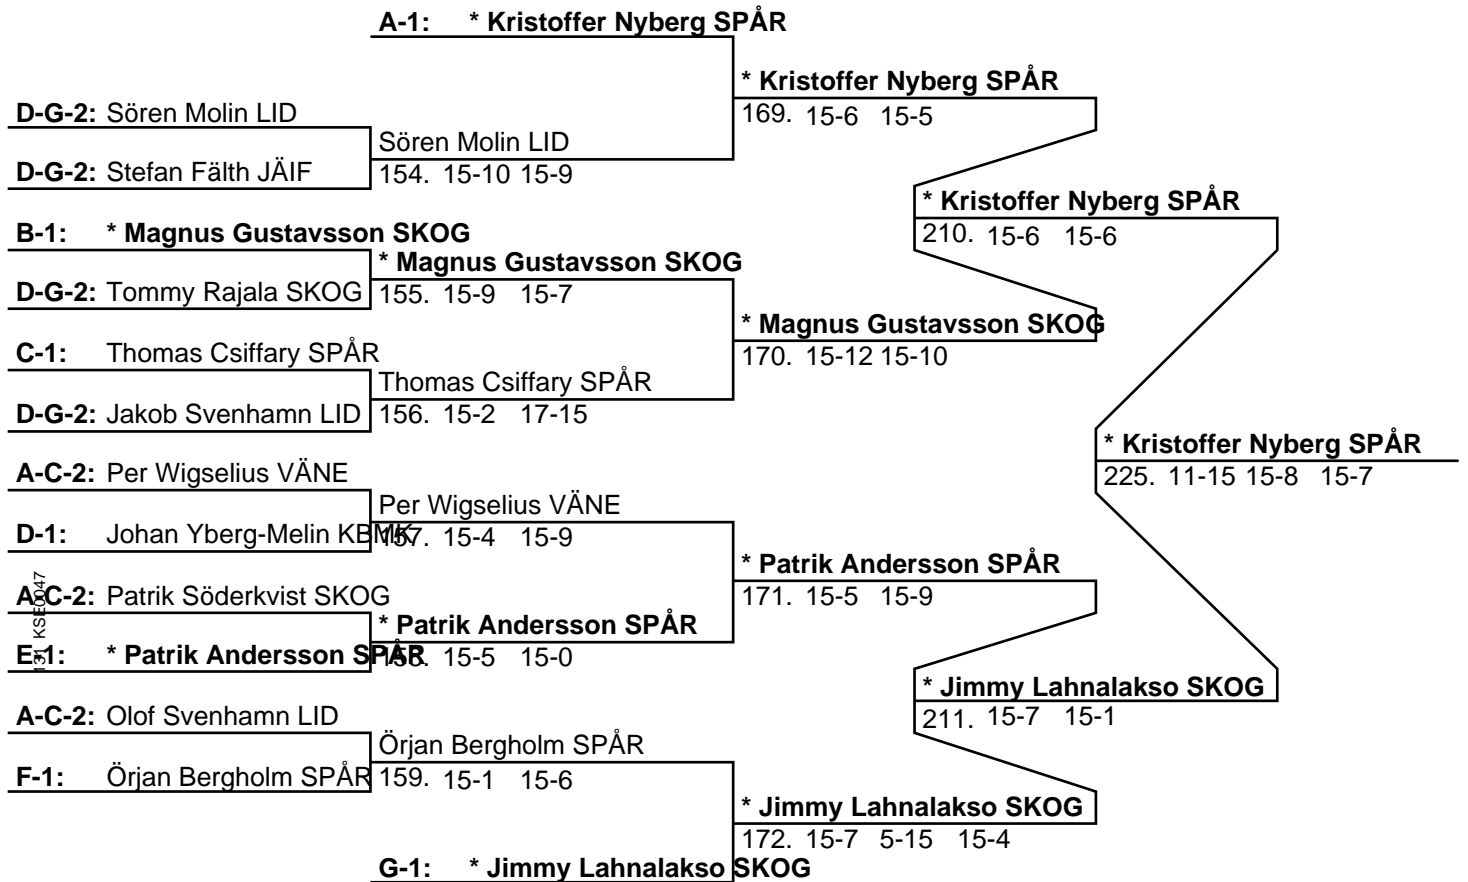 A-1: * Kristoffer Nyberg SPÅR
* Kristoffer Nyberg SPÅR
D-G-2: Sören Molin LID
169. 15-6 15-5
Sören Molin LID
D-G-2: Stefan Fälth JÄIF
154. 15-10 15-9
* Kristoffer Nyberg SPÅR
B-1: * Magnus Gustavsson SKOG
210. 15-6 15-6
* Magnus Gustavsson SKOG
D-G-2: Tommy Rajala SKOG
155. 15-9 15-7
* Magnus Gustavsson SKOG
C-1: Thomas Csiffary SPÅR
170. 15-12 15-10
Thomas Csiffary SPÅR
D-G-2: Jakob Svenhamn LID
156. 15-2 17-15
* Kristoffer Nyberg SPÅR
A-C-2: Per Wigselius VÄNE
225. 11-15 15-8 15-7
Per Wigselius VÄNE
D-1: Johan Yberg-Melin KBMK
157. 15-4 15-9
* Patrik Andersson SPÅR
A-C-2: Patrik Söderkvist SKOG
171. 15-5 15-9
131 KSE0047
* Patrik Andersson SPÅR
E-1: * Patrik Andersson SPÅR
158. 15-5 15-0
* Jimmy Lahnalakso SKOG
A-C-2: Olof Svenhamn LID
211. 15-7 15-1
Örjan Bergholm SPÅR
F-1: Örjan Bergholm SPÅR
159. 15-1 15-6
* Jimmy Lahnalakso SKOG
172. 15-7 5-15 15-4
G-1: * Jimmy Lahnalakso SKOG